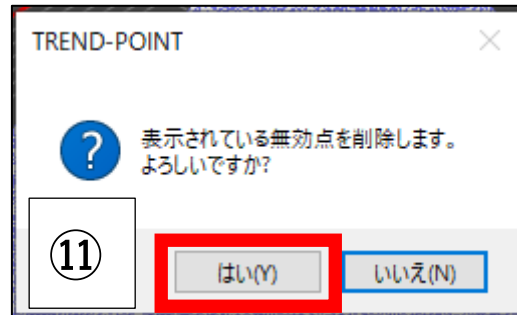 TREND-POINT
表示されている無効点を削除します。
よろしいですか?
⑪
はい(Y)
いいえ(N)